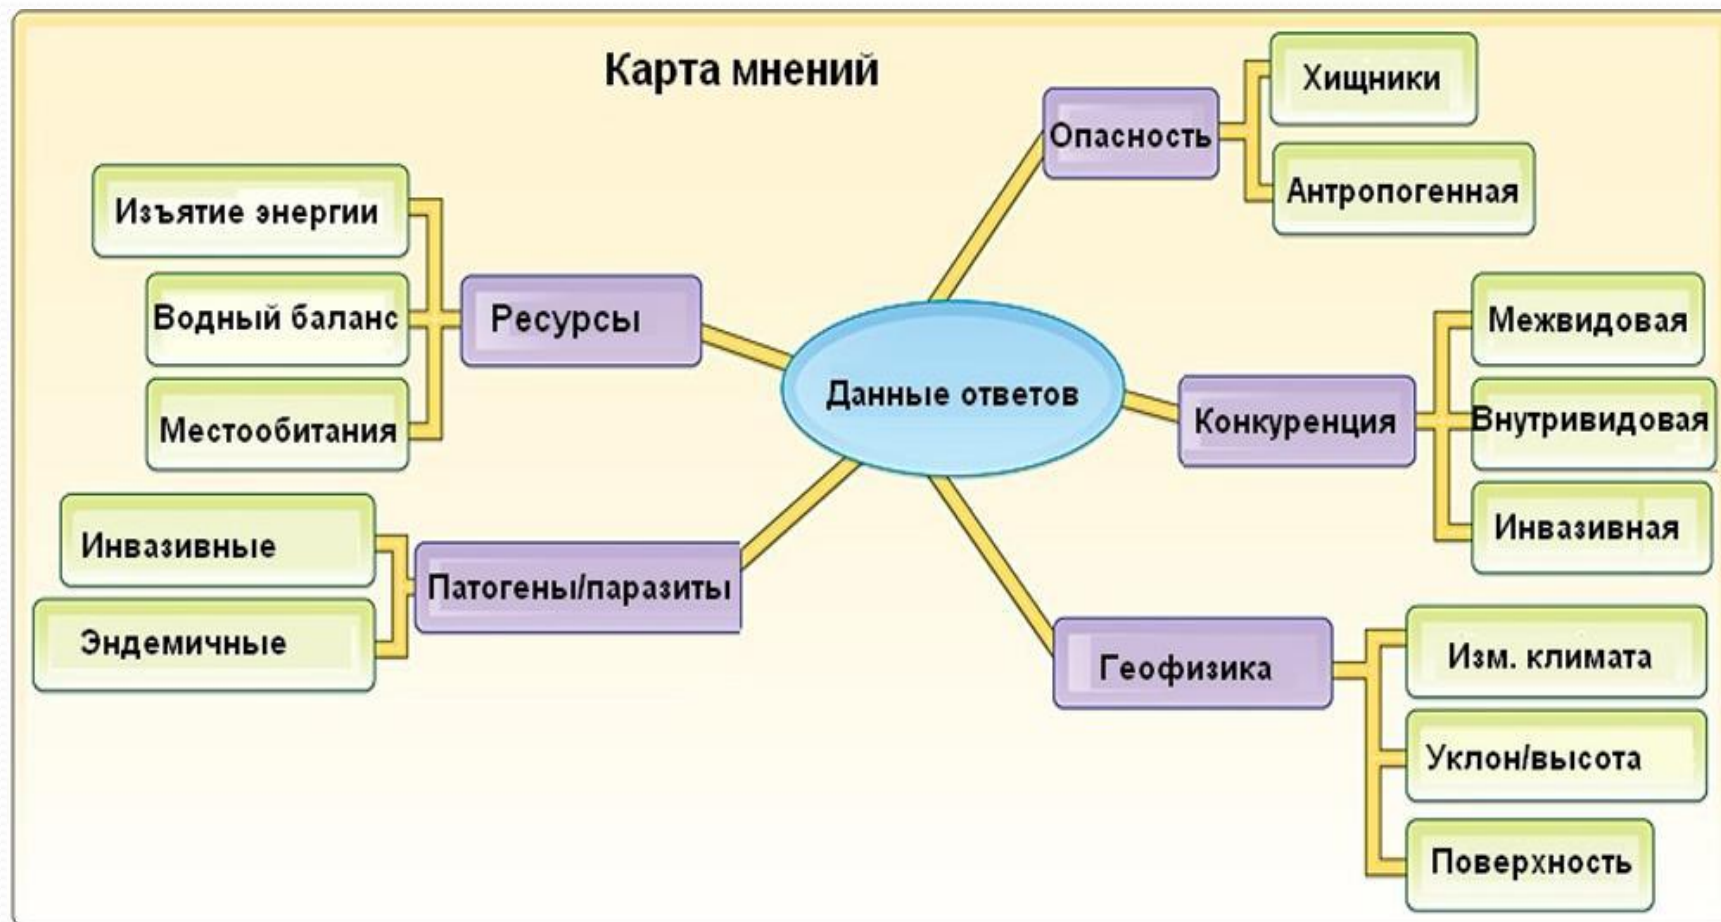 Карта мнений
Опасность
Хищники
Антропогенная
Изъятие энергии
Водный баланс
Местообитания
Ресурсы
Данные ответов
Конкуренция
Межвидовая
Внутривидовая
Инвазивная
Инвазивные
Эндемичные
Патогены/паразиты
Геофизика
Изм. климата
Уклон/высота
Поверхность